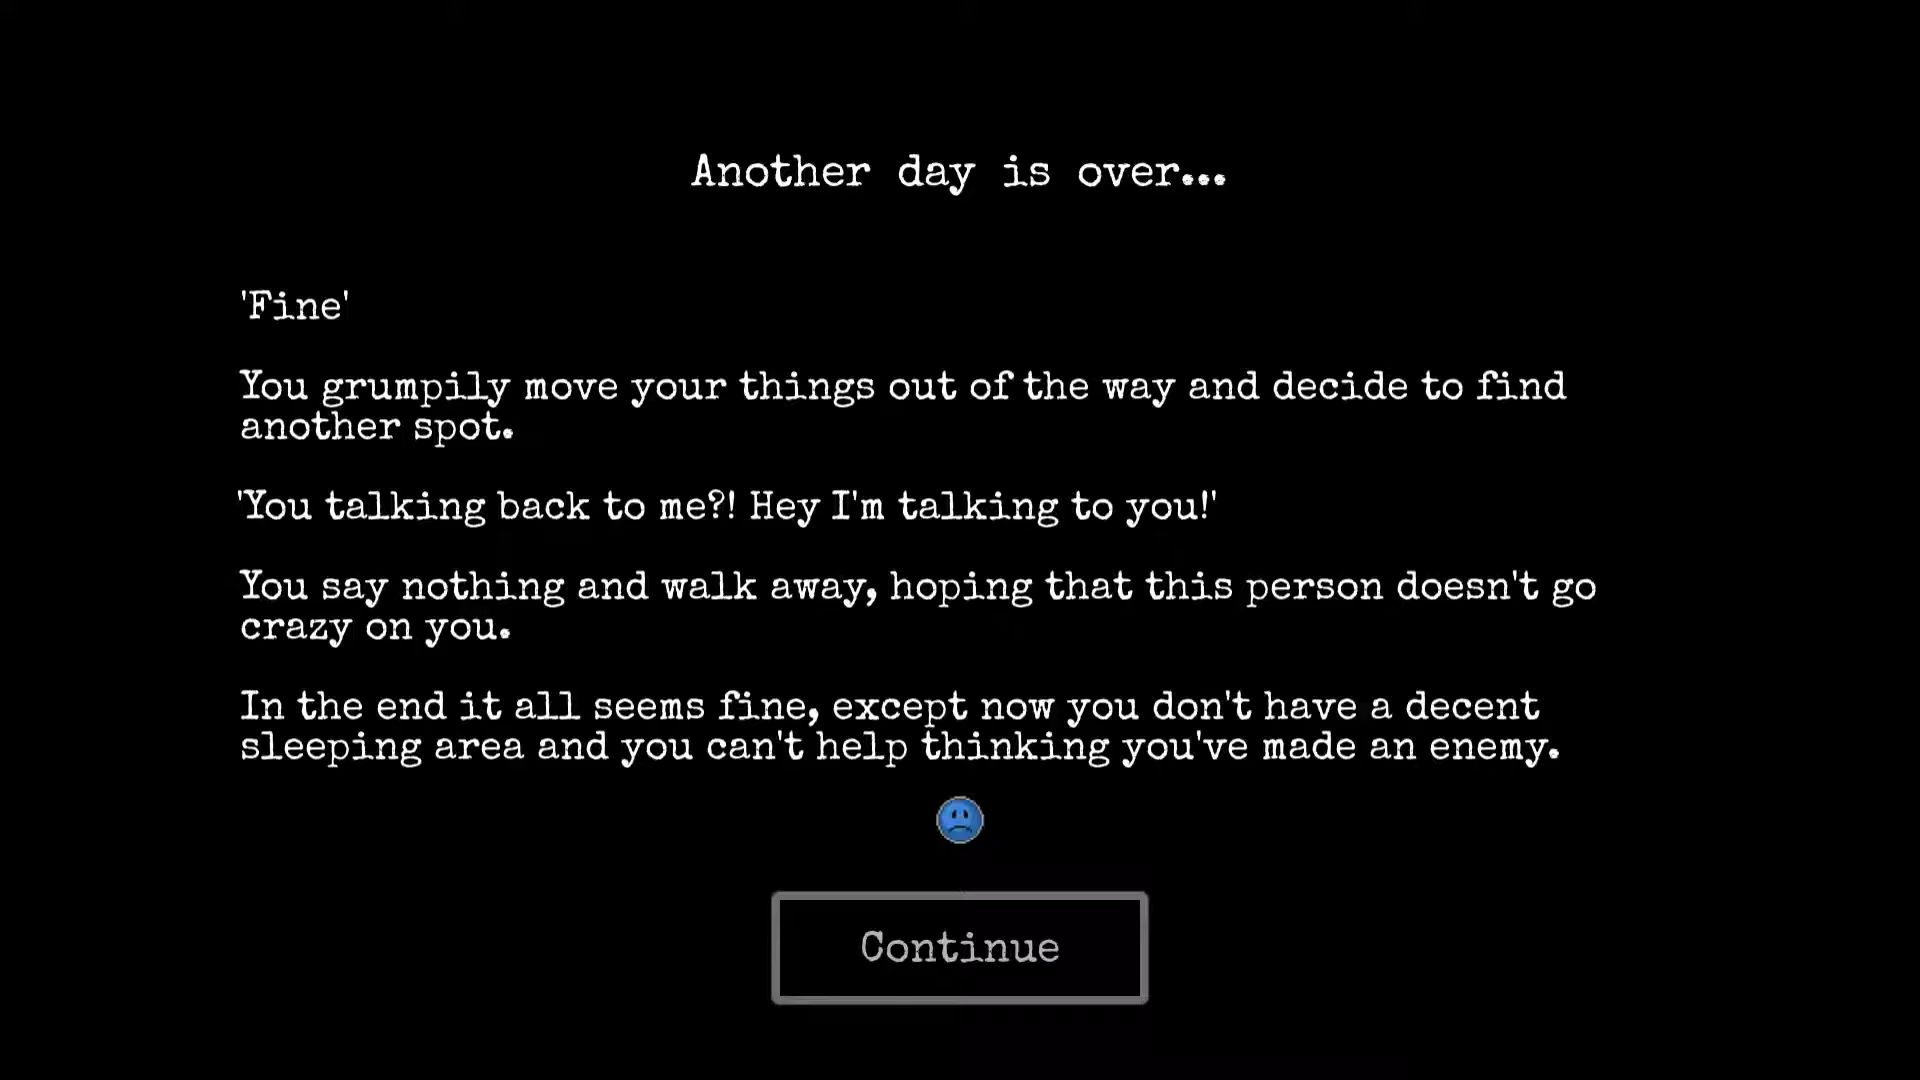 Another day is over...
'Fine'
You grumpily move your things out of the way and decide to find
another spot.
'You talking back to me?! Hey I'm talking to you!'
You say nothing and walk away, hoping that this person doesn't go
crazy on you.
In the end it all seems fine, except now you don't have a decent
sleeping area and you can't help thinking you've made an enemy.
Continue